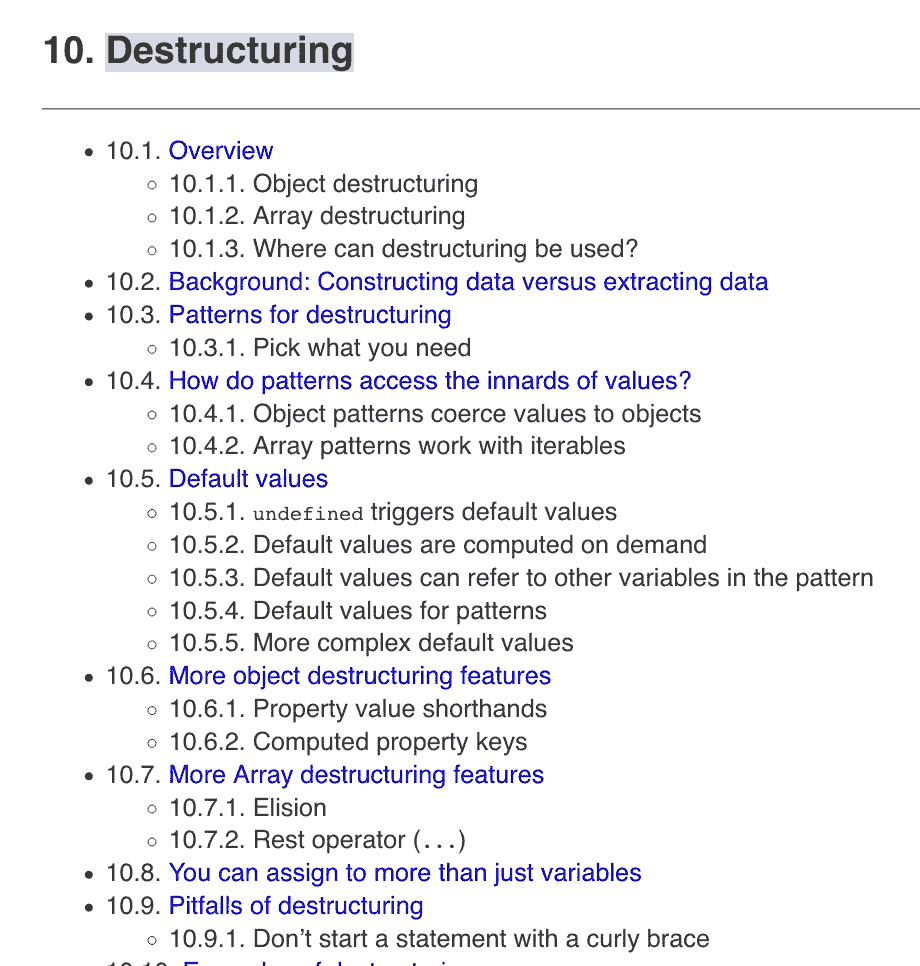 10. Destructuring
10.1. Overview
10.1.1. Object destructuring
10.1.2. Array destructuring
10.1.3. Where can destructuring be used?
10.2. Background: Constructing data versus extracting data
10.3. Patterns for destructuring
10.3.1. Pick what you need
10.4. How do patterns access the innards of values?
10.4.1. Object patterns coerce values to objects
10.4.2. Array patterns work with iterables
10.5. Default values
10.5.1. undefined triggers default values
10.5.2. Default values are computed on demand
10.5.3. Default values can refer to other variables in the pattern
10.5.4. Default values for patterns
10.5.5. More complex default values
10.6. More object destructuring features
10.6.1. Property value shorthands
10.6.2. Computed property keys
10.7. More Array destructuring features
10.7.1. Elision
10.7.2. Rest operator (...)
10.8. You can assign to more than just variables
10.9. Pitfalls of destructuring
10.9.1. Don’t start a statement with a curly brace